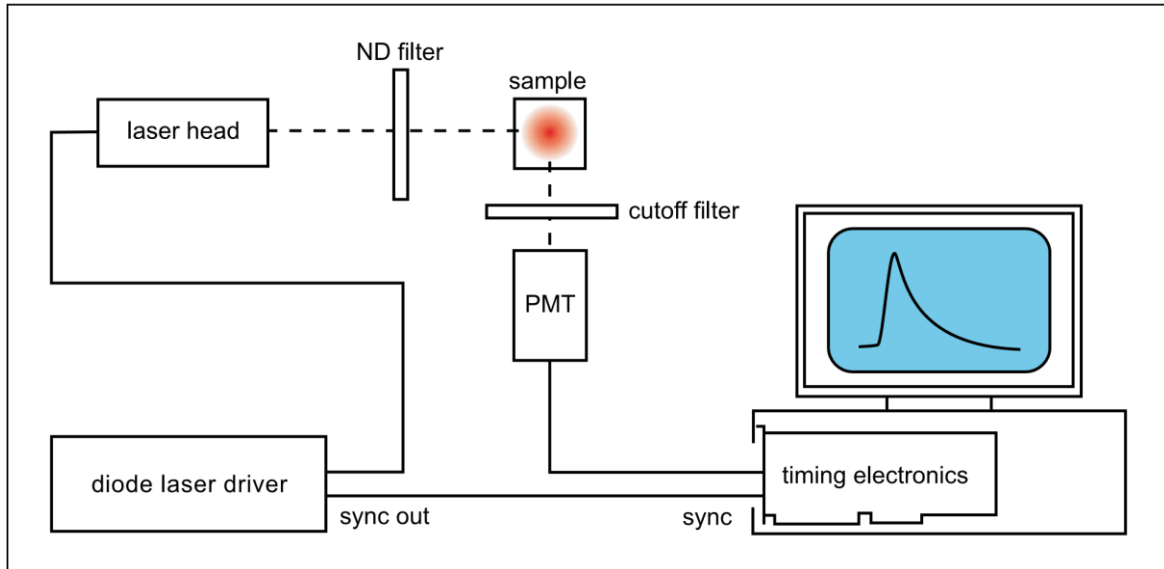 ND filter
sample
laser head
cutoff filter
PMT
diode laser driver
timing electronics
sync out
sync